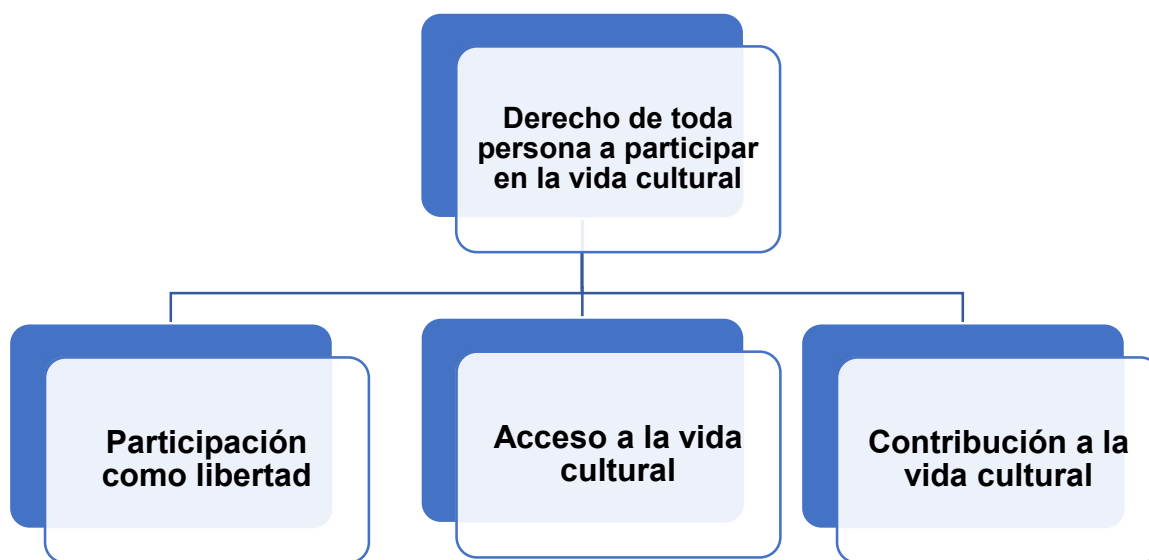 Derecho de toda
persona a participar
en la vida cultural
Participación
como libertad
Acceso a la vida
cultural
Contribución a la
vida cultural